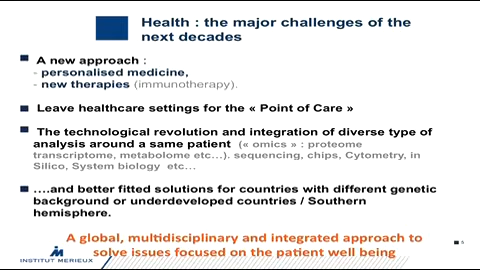 Health : the major challenges of the
next decades
A new approach :
- personalised medicine,
- new therapies (immunotherapy).
Leave healthcare settings for the « Point of Care »
The technological revolution and integration of diverse type of
analysis around a same patient (« omics » : proteome
transcriptome, metabolome etc...). sequencing, chips, Cytometry, in
Silico, System biology etc...
....and better fitted solutions for countries with different genetic
background or underdeveloped countries / Southern
hemisphere.
A global, multidisciplinary and integrated approach to
solve issues focused on the patient well being
INSTITUT MERIEUX